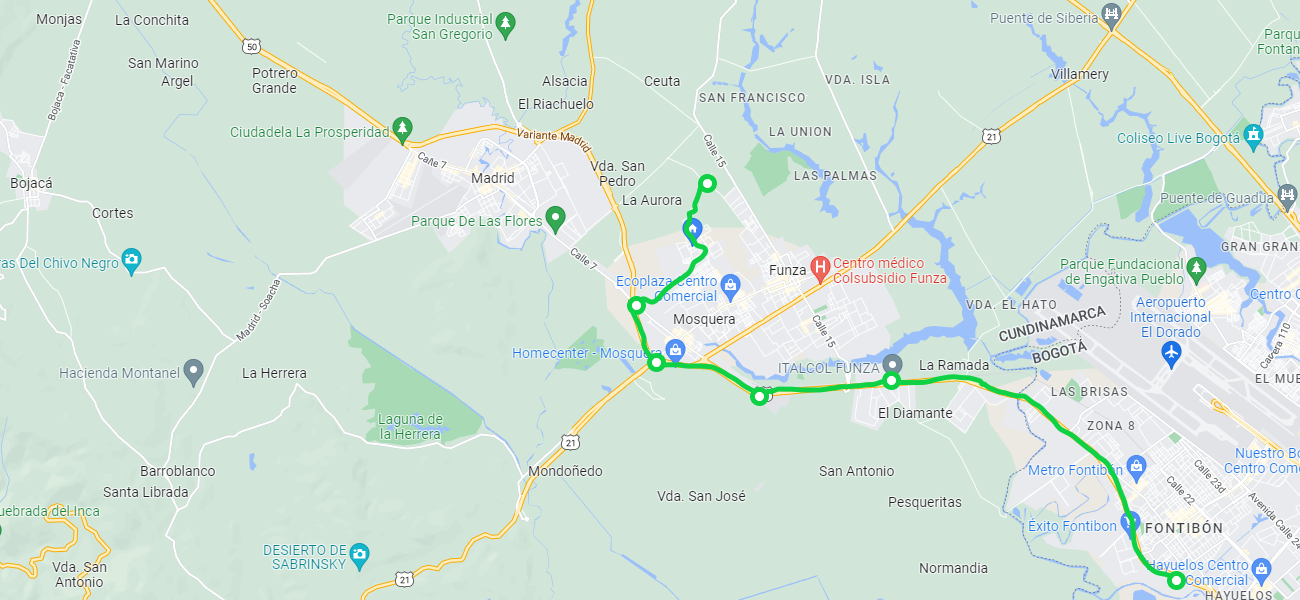 Monjas
La Conchita
Parque Industrial
San Gregorio
Puente de Siberia
50
Parqu
Fontan
Bojaca - Facatativa
San Marino
Argel
Potrero
Grande
Alsacia
Ceuta
VDA. ISLA
Villamery
El Riachuelo
SAN FRANCISCO
Ciudadela La Prosperidad
Variante Madrid
LA UNION
21
Coliseo Live Bogotá
Calle 7
Calle 15
Bojacá
Madrid
Vda. San
Pedro
LAS PALMAS
La Aurora
Puente de Guadua
Cortes
Parque De Las Flores
GRAN GRAN
ras Del Chivo Negro
Calle 7
Funza
Centro médico
Colsubsidio Funza
Parque Fundacional
de Engativa Pueblo
Ecoplaza Centro
Comercial
Centro C
Madrid - Soacha
VDA. EL HATO
Aeropuerto
Internacional
El Dorado
Mosquera
Calle 15
CUNDINAMARCA
BOGOTÁ
Carrera 110
Homecenter - Mosquera
Hacienda Montanel
La Herrera
ITALCOL FUNZA
La Ramada
EL MUE
LAS BRISAS
Laguna de
la Herrera
El Diamante
ZONA 8
21
Barroblanco
Mondoñedo
San Antonio
Metro Fontibón
Nuestro Bo
Centro Come
Calle 23d
Santa Librada
Vda. San José
Pesqueritas
Calle 22
Avenida Calle 24
uebrada del Inca
Éxito Fontibon
FONTIBÓN
DESIERTO DE
SABRINSKY
Vda. San
Antonio
21
Normandia
Hayuelos Centro
Comercial
HAYUELOS